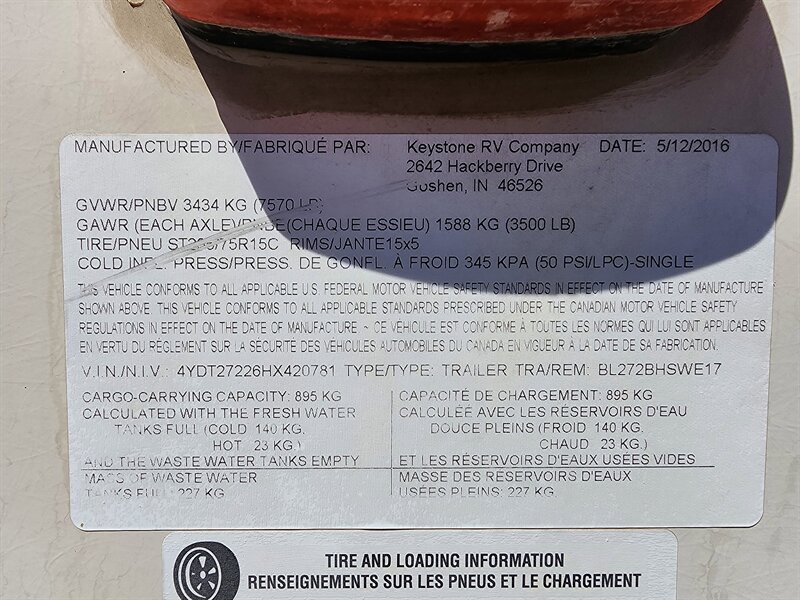 MANUFACTURED BY/FABRIQUÉ PAR: Keystone RV Company DATE: 5/12/2016
2642 Hackberry Drive
Goshen, IN 46526
GVWR/PNBV 3434 KG (7570 LB)
GAWR (EACH AXLE)/PNBE(CHAQUE ESSIEU) 1588 KG (3500 LB)
TIRE/PNEU RIMS/JANTE15x5
COLD INFL. PRESS/PRESS. DE GONFL. À FROID 345 KPA (50 PSI/LPC)-SINGLE
THIS VEHICLE CONFORMS TO ALL APPLICABLE U.S. FEDERAL MOTOR VEHICLE SAFETY STANDARDS IN EFFECT ON THE DATE OF MANUFACTURE
SHOWN ABOVE. THIS VEHICLE CONFORMS TO ALL APPLICABLE STANDARDS PRESCRIBED UNDER THE CANADIAN MOTOR VEHICLE SAFETY
REGULATIONS IN EFFECT ON THE DATE OF MANUFACTURE ~ CE VÉHICULE EST CONFORME À TOUTES LES NORMES QUI LUI SONT APPLICABLES
EN VERTU DU RÈGLEMENT SUR LA SECURITE DES VÉHICULES AUTOMOBILES DU CANADA EN VIGUEUR À LA DATE DE SA FABRICATION.
V.I.N./N.I.V.: 4YDT27226HX420781 TYPE/TYPE: TRAILER TRA/REM: BL272BHSWE17
CARGO-CARRYING CAPACITY: 895 KG
CALCULATED WITH THE FRESH WATER
TANKS FULL (COLD 140 KG.
HOT 23 KG.)
AND THE WASTE WATER TANKS EMPTY
MASS OF WASTE WATER
TANKS FULL: 227 KG
CAPACITÉ DE CHARGEMENT: 895 KG
CALCULÉE AVEC LES RÉSERVOIRS D'EAU
DOUCE PLEINS (FROID 140 KG.
CHAUD 23 KG.)
ET LES RÉSERVOIRS D'EAUX USÉES VIDES
MASSE DES RÉSERVOIRS D'EAUX
USÉES PLEINS: 227 KG
TIRE AND LOADING INFORMATION
RENSEIGNEMENTS SUR LES PNEUS ET LE CHARGEMENT